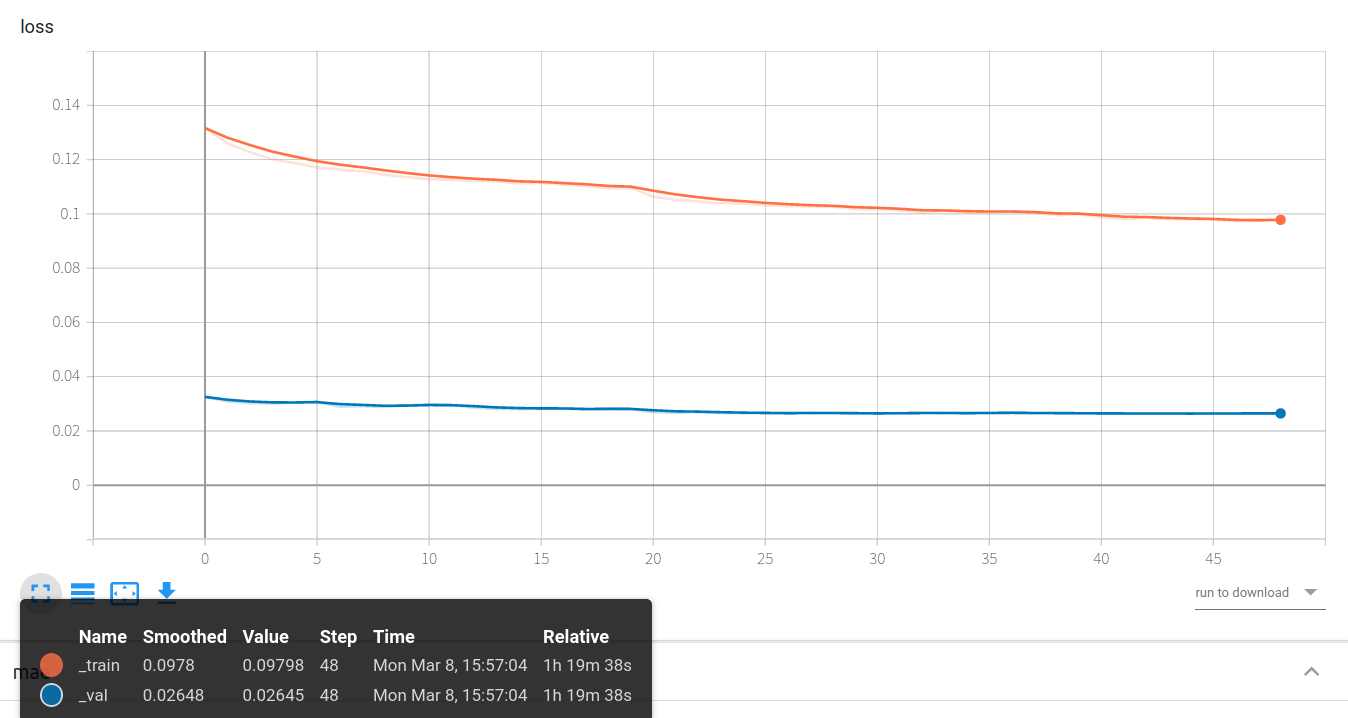 loss
0.14
0.12
0.1
0.08
0.06
0.04
0.02
0
0 5 10 15 20 25 30 35 40 45
run to download
Name Smoothed Value Step Time Relative
_train 0.0978 0.09798 48 Mon Mar 8, 15:57:04 1h 19m 38s
_val 0.02648 0.02645 48 Mon Mar 8, 15:57:04 1h 19m 38s